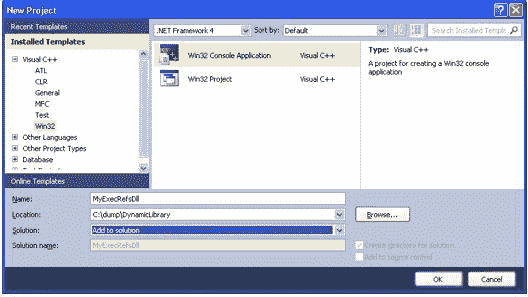 New Project
Recent Templates
.NET Framework 4
Sort by:
Default
Search Installed Templa
Installed Templates
Visual C++
ATL
CLR
General
MFC
Test
Win32
Other Languages
Other Project Types
Database
Online Templates
Win32 Console Application
Visual C++
Win32 Project
Visual C++
Type: Visual C++
A project for creating a Win32 console
application
Name:
MyExecRefsDll
Location:
C:\dump\DynamicLibrary
Browse...
Solution:
Add to solution
Solution name:
MyExecRefsDll
Create directory for solution
Add to source control
OK
Cancel